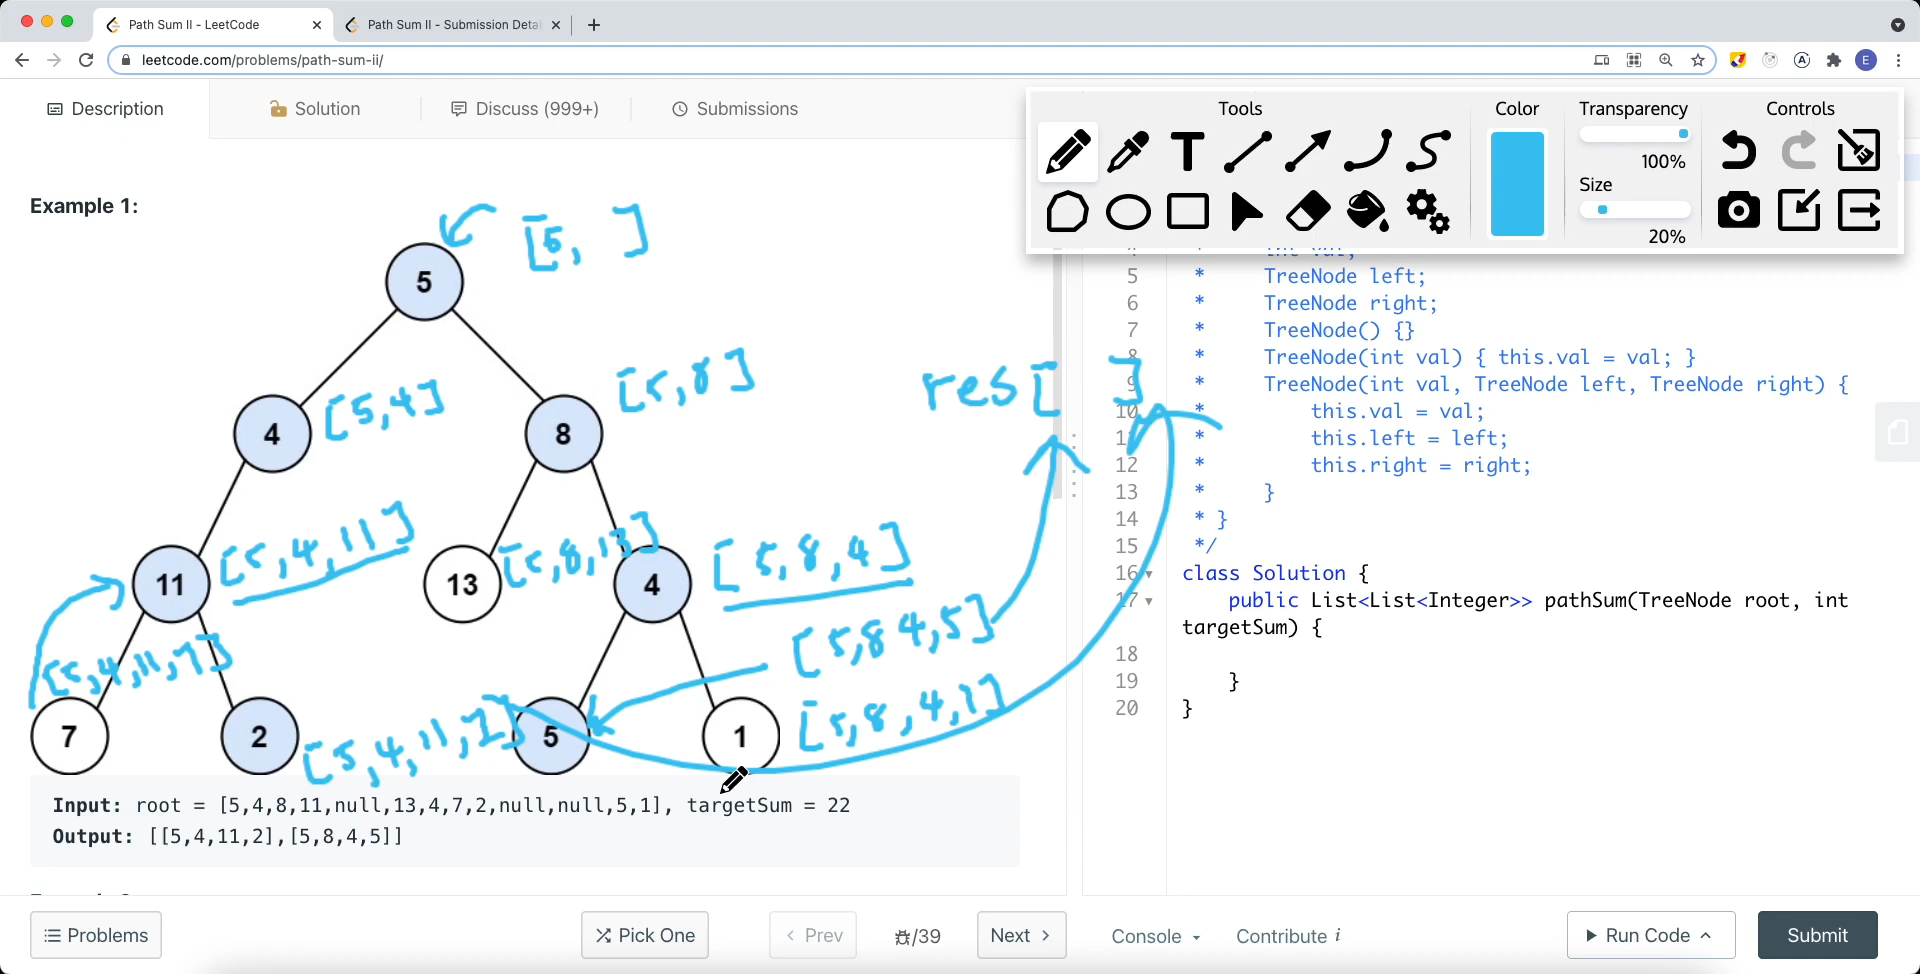 Path Sum II - LeetCode
Path Sum II - Submission Detai
leetcode.com/problems/path-sum-ii/
E
Description
Solution
Discuss (999+)
Submissions
Tools
Color
Transparency
100%
Size
20%
Controls
Example 1:
[5, ]
5
[5,4]
4
[5,8]
8
res[ ]
[5,4,11]
11
[5,8,13]
13
[5,8,4]
4
[5,4,11,7]
7
[5,4,11,2]
2
[5,8 4,5]
5
[5,8,4,1]
1
Input: root = [5,4,8,11,null,13,4,7,2,null,null,5,1], targetSum = 22
Output: [[5,4,11,2],[5,8,4,5]]
5 * TreeNode left;
6 * TreeNode right;
7 * TreeNode() {}
8 * TreeNode(int val) { this.val = val; }
9 * TreeNode(int val, TreeNode left, TreeNode right) {
10 * this.val = val;
11 * this.left = left;
12 * this.right = right;
13 * }
14 * }
15 */
16 class Solution {
17 public List<List<Integer>> pathSum(TreeNode root, int
targetSum) {
18
19 }
20 }
Problems
Pick One
Prev
/39
Next
Console
Contribute i
Run Code
Submit